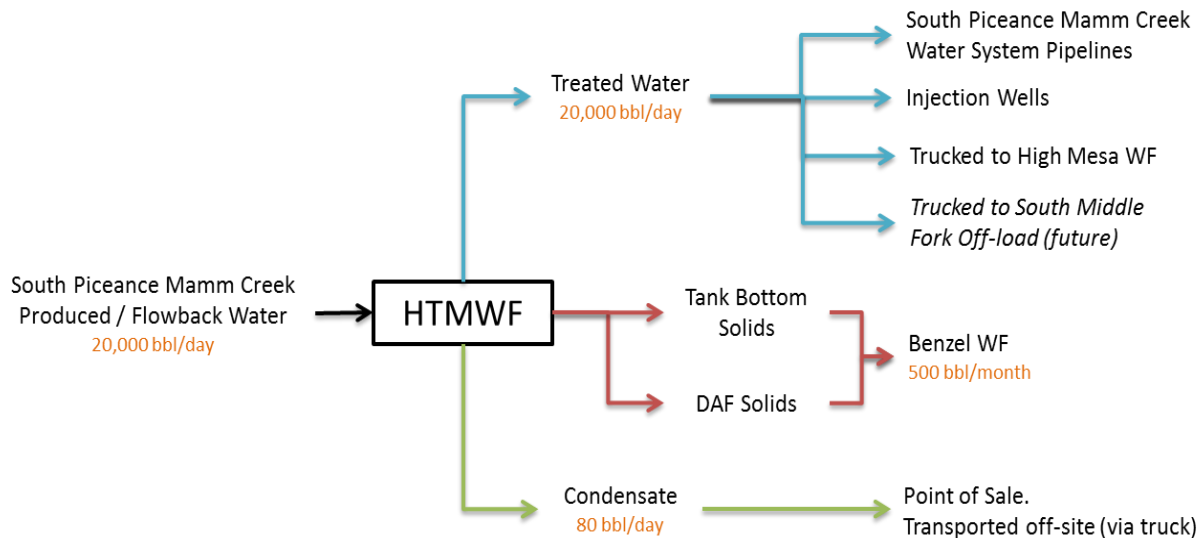 South Piceance Mamm Creek
Produced / Flowback Water
20,000 bbl/day
HTMWF
Treated Water
20,000 bbl/day
South Piceance Mamm Creek
Water System Pipelines
Injection Wells
Trucked to High Mesa WF
Trucked to South Middle
Fork Off-load (future)
Tank Bottom
Solids
DAF Solids
Benzel WF
500 bbl/month
Condensate
80 bbl/day
Point of Sale.
Transported off-site (via truck)